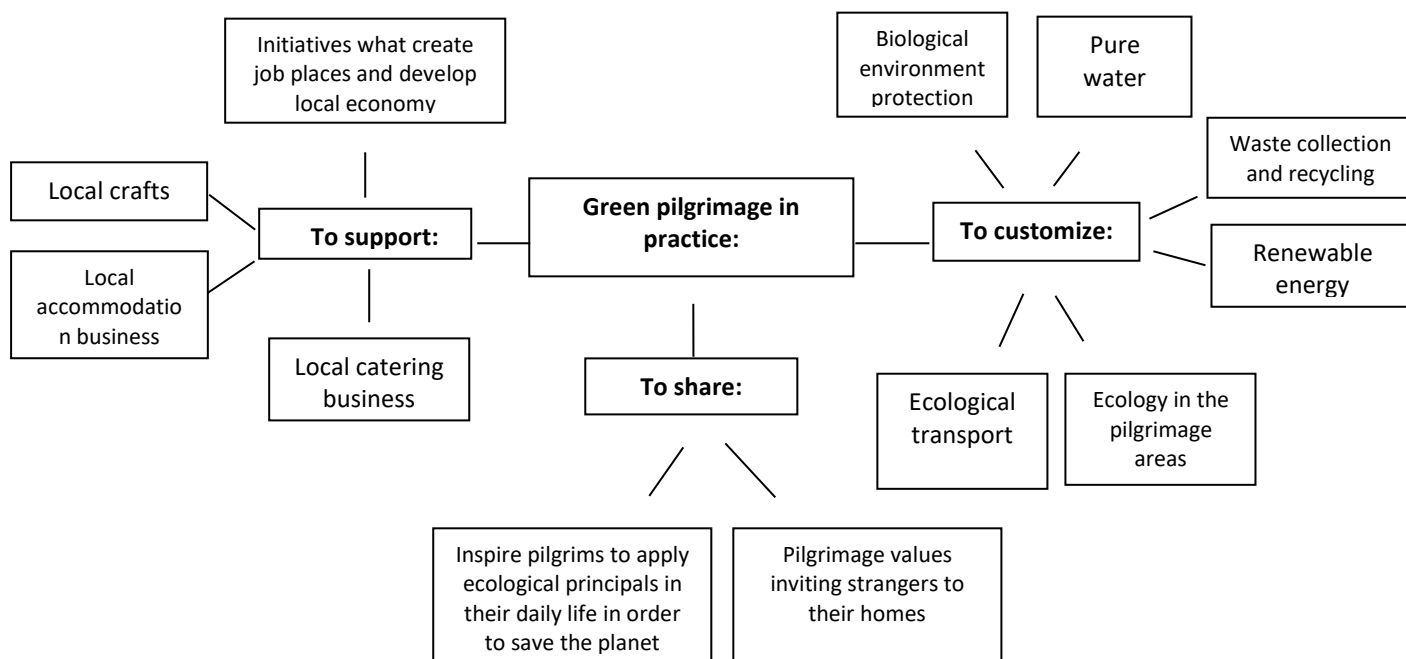 Initiatives what create
job places and develop
local economy
Biological
environment
protection
Pure
water
Waste collection
and recycling
Local crafts
Green pilgrimage in
practice:
To support:
To customize:
Renewable
energy
Local
accommodatio
n business
Local catering
business
To share:
Ecological
transport
Ecology in the
pilgrimage
areas
Inspire pilgrims to apply
ecological principals in
their daily life in order
to save the planet
Pilgrimage values
inviting strangers to
their homes